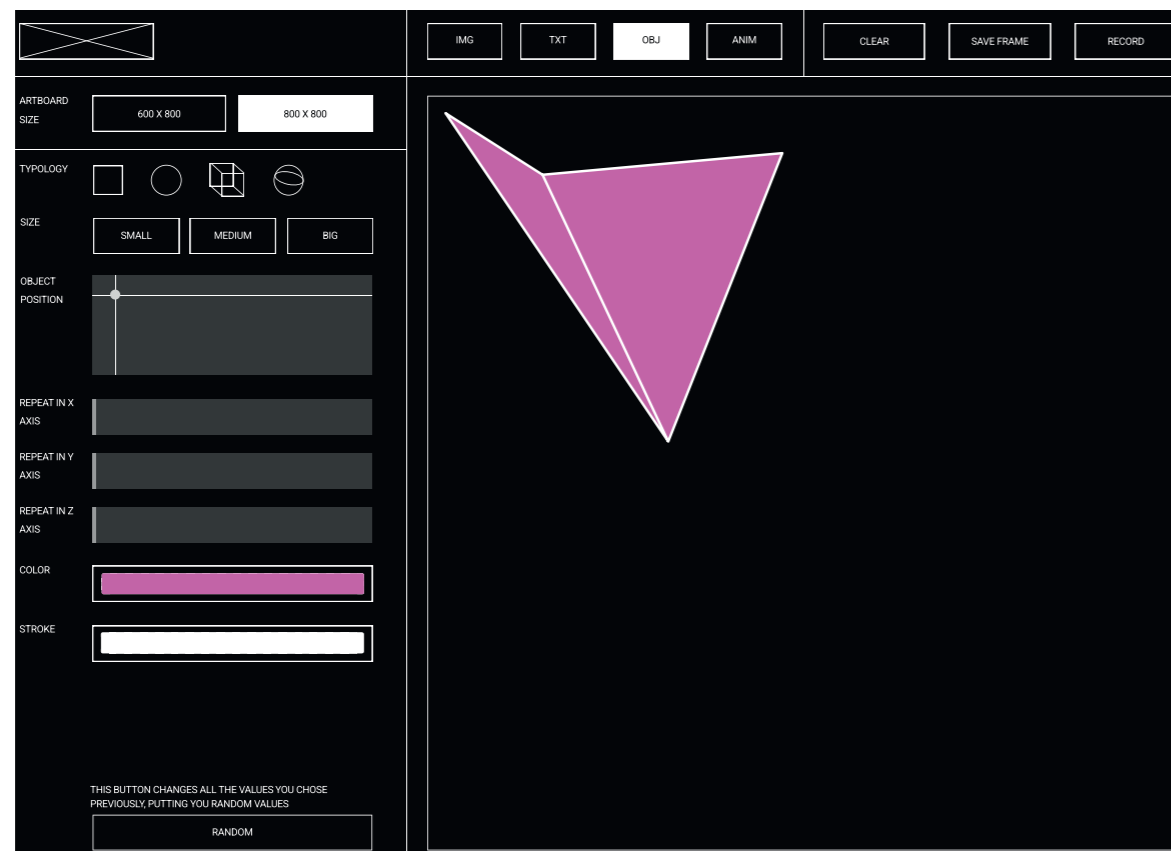 IMG
TXT
OBJ
ANIM
CLEAR
SAVE FRAME
RECORD
ARTBOARD
SIZE
600 X 800
800 X 800
TYPOLOGY
SIZE
SMALL
MEDIUM
BIG
OBJECT
POSITION
REPEAT IN X
AXIS
REPEAT IN Y
AXIS
REPEAT IN Z
AXIS
COLOR
STROKE
THIS BUTTON CHANGES ALL THE VALUES YOU CHOSE
PREVIOUSLY, PUTTING YOU RANDOM VALUES
RANDOM